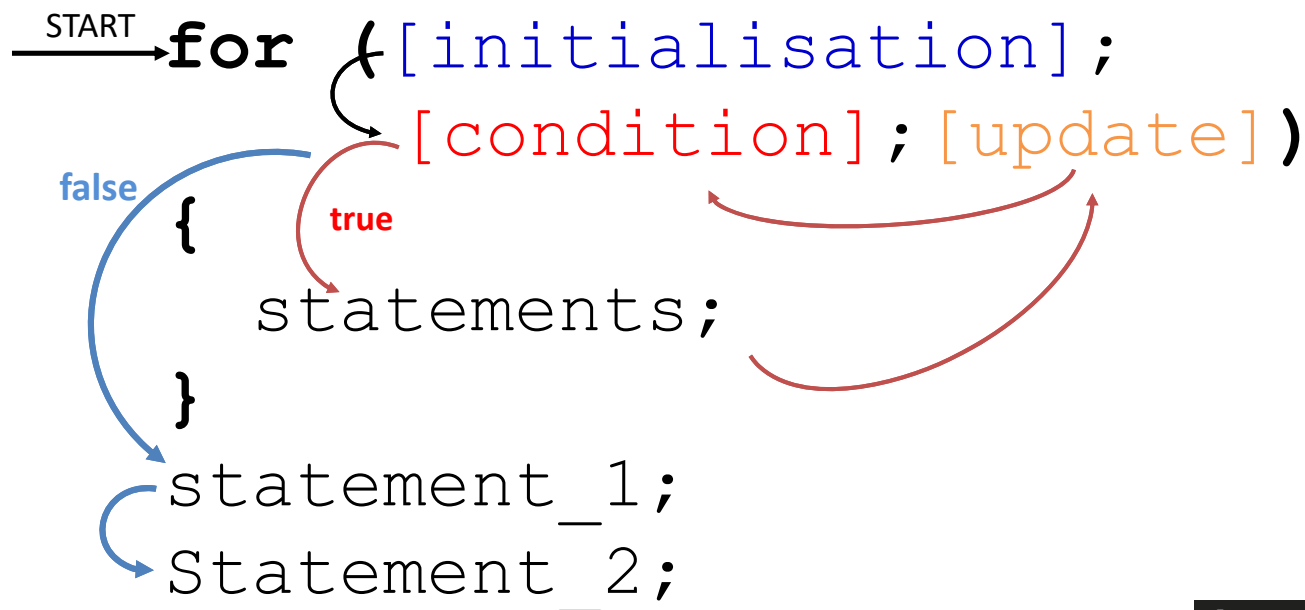 START for ([initialisation];
[condition];[update])
false
{ true
statements;
}
statement_1;
Statement_2;